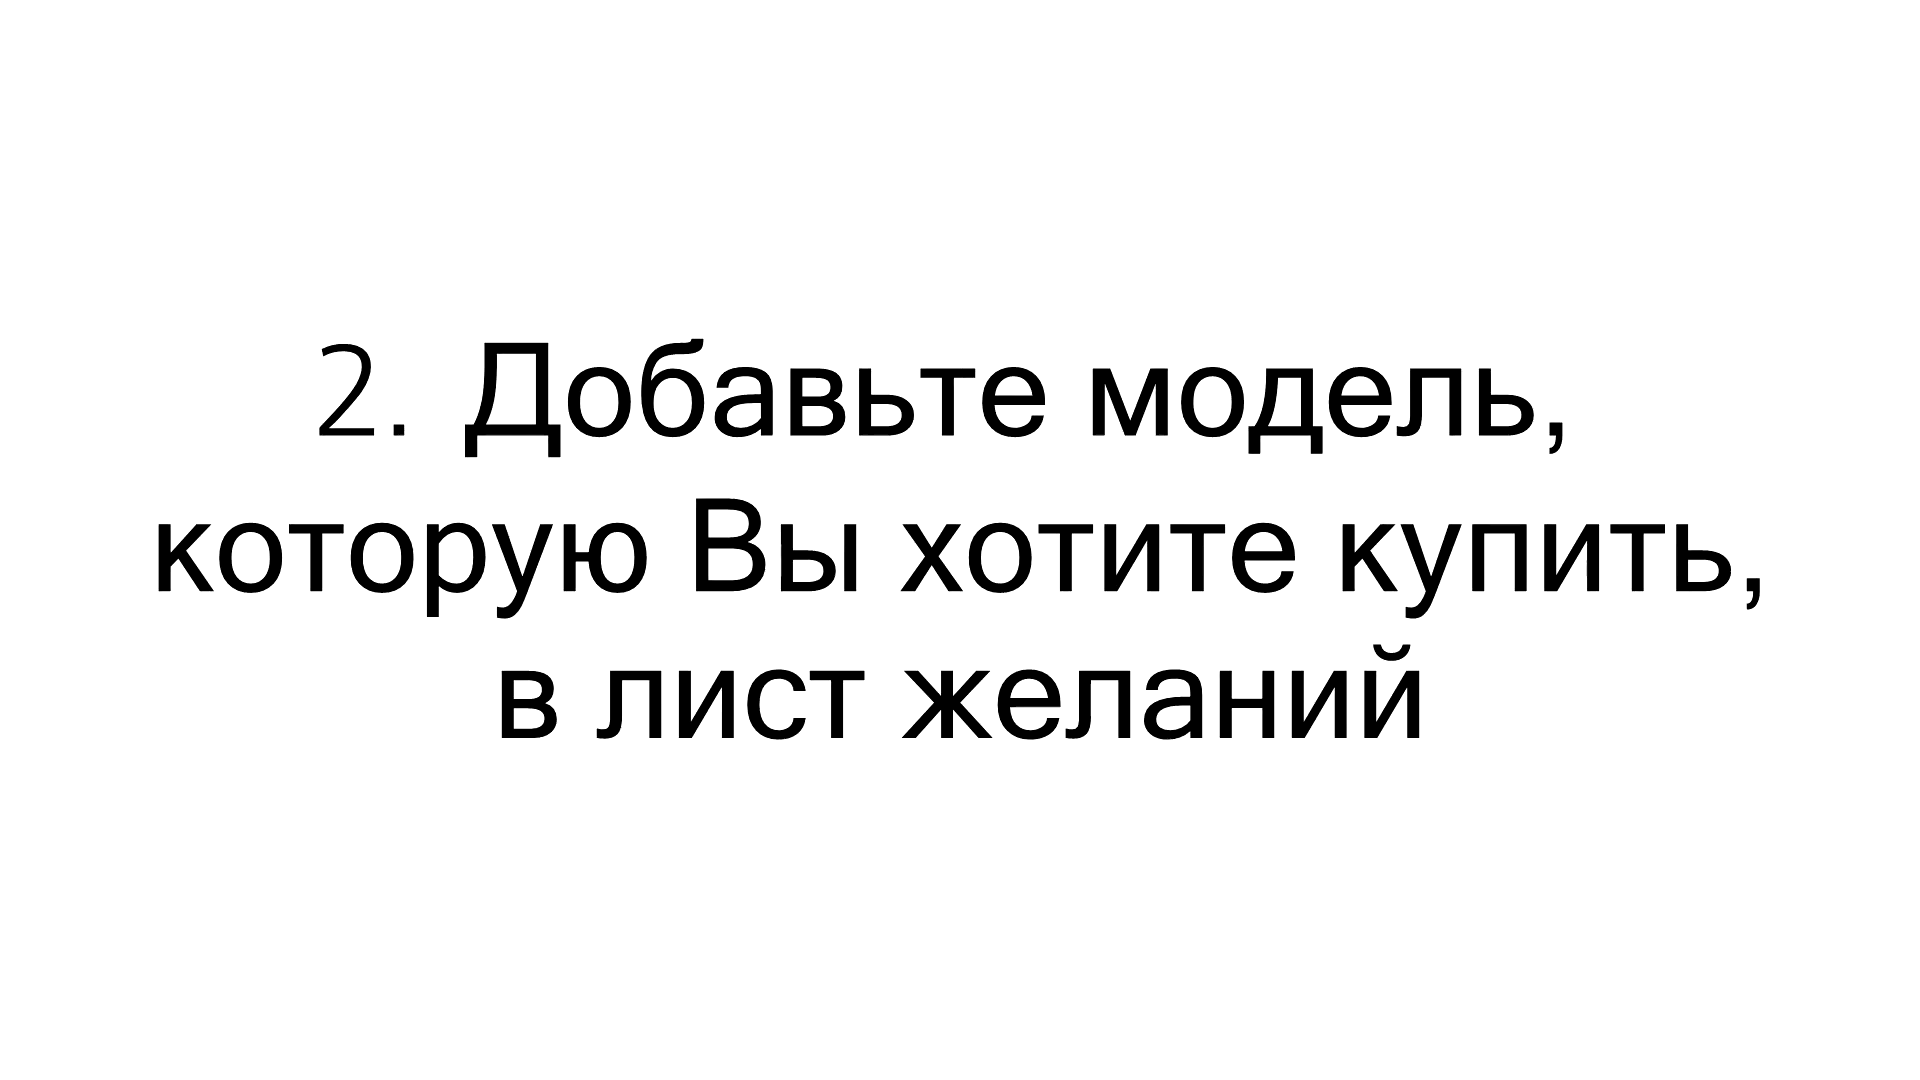 2. Добавьте модель,
которую Вы хотите купить,
в лист желаний